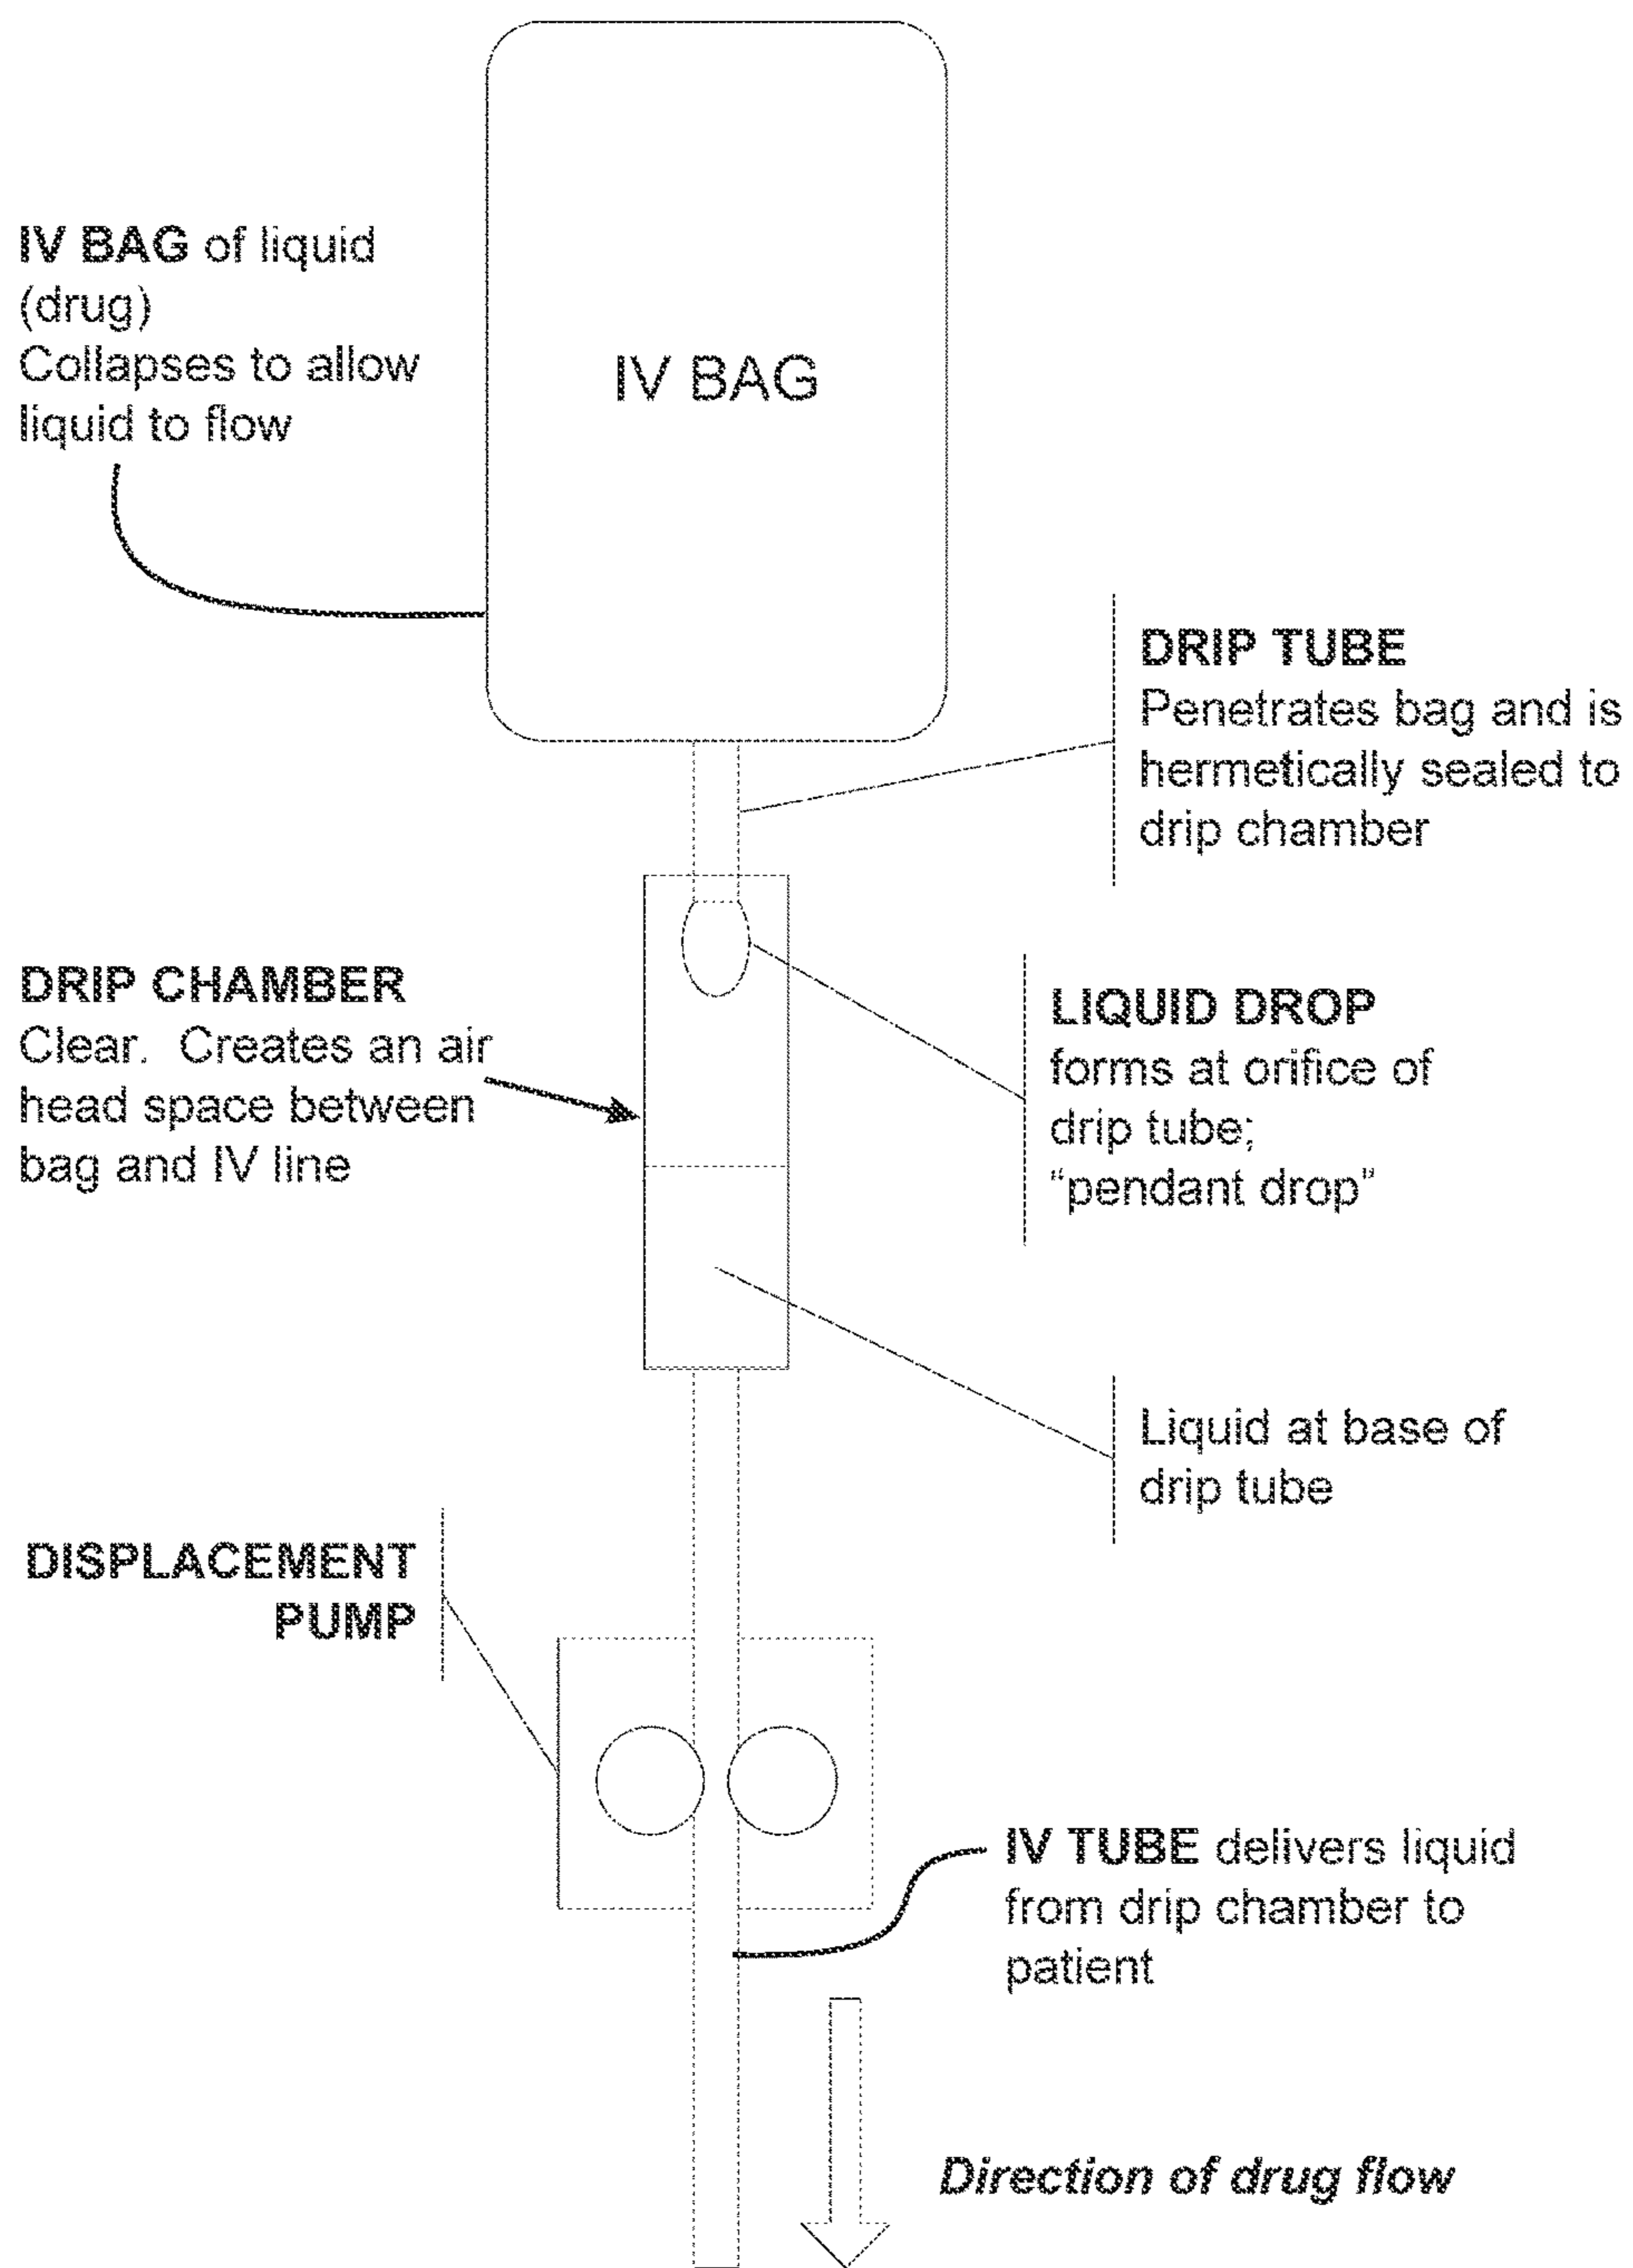 IV BAG of liquid
(drug)
Collapses to allow
liquid to flow
IV BAG
DRIP TUBE
Penetrates bag and is
hermetically sealed to
drip chamber
DRIP CHAMBER
Clear.  Creates an air
head space between
bag and IV line
LIQUID DROP
forms at orifice of
drip tube;
“pendant drop”
Liquid at base of
drip tube
DISPLACEMENT
PUMP
IV TUBE delivers liquid
from drip chamber to
patient
Direction of drug flow